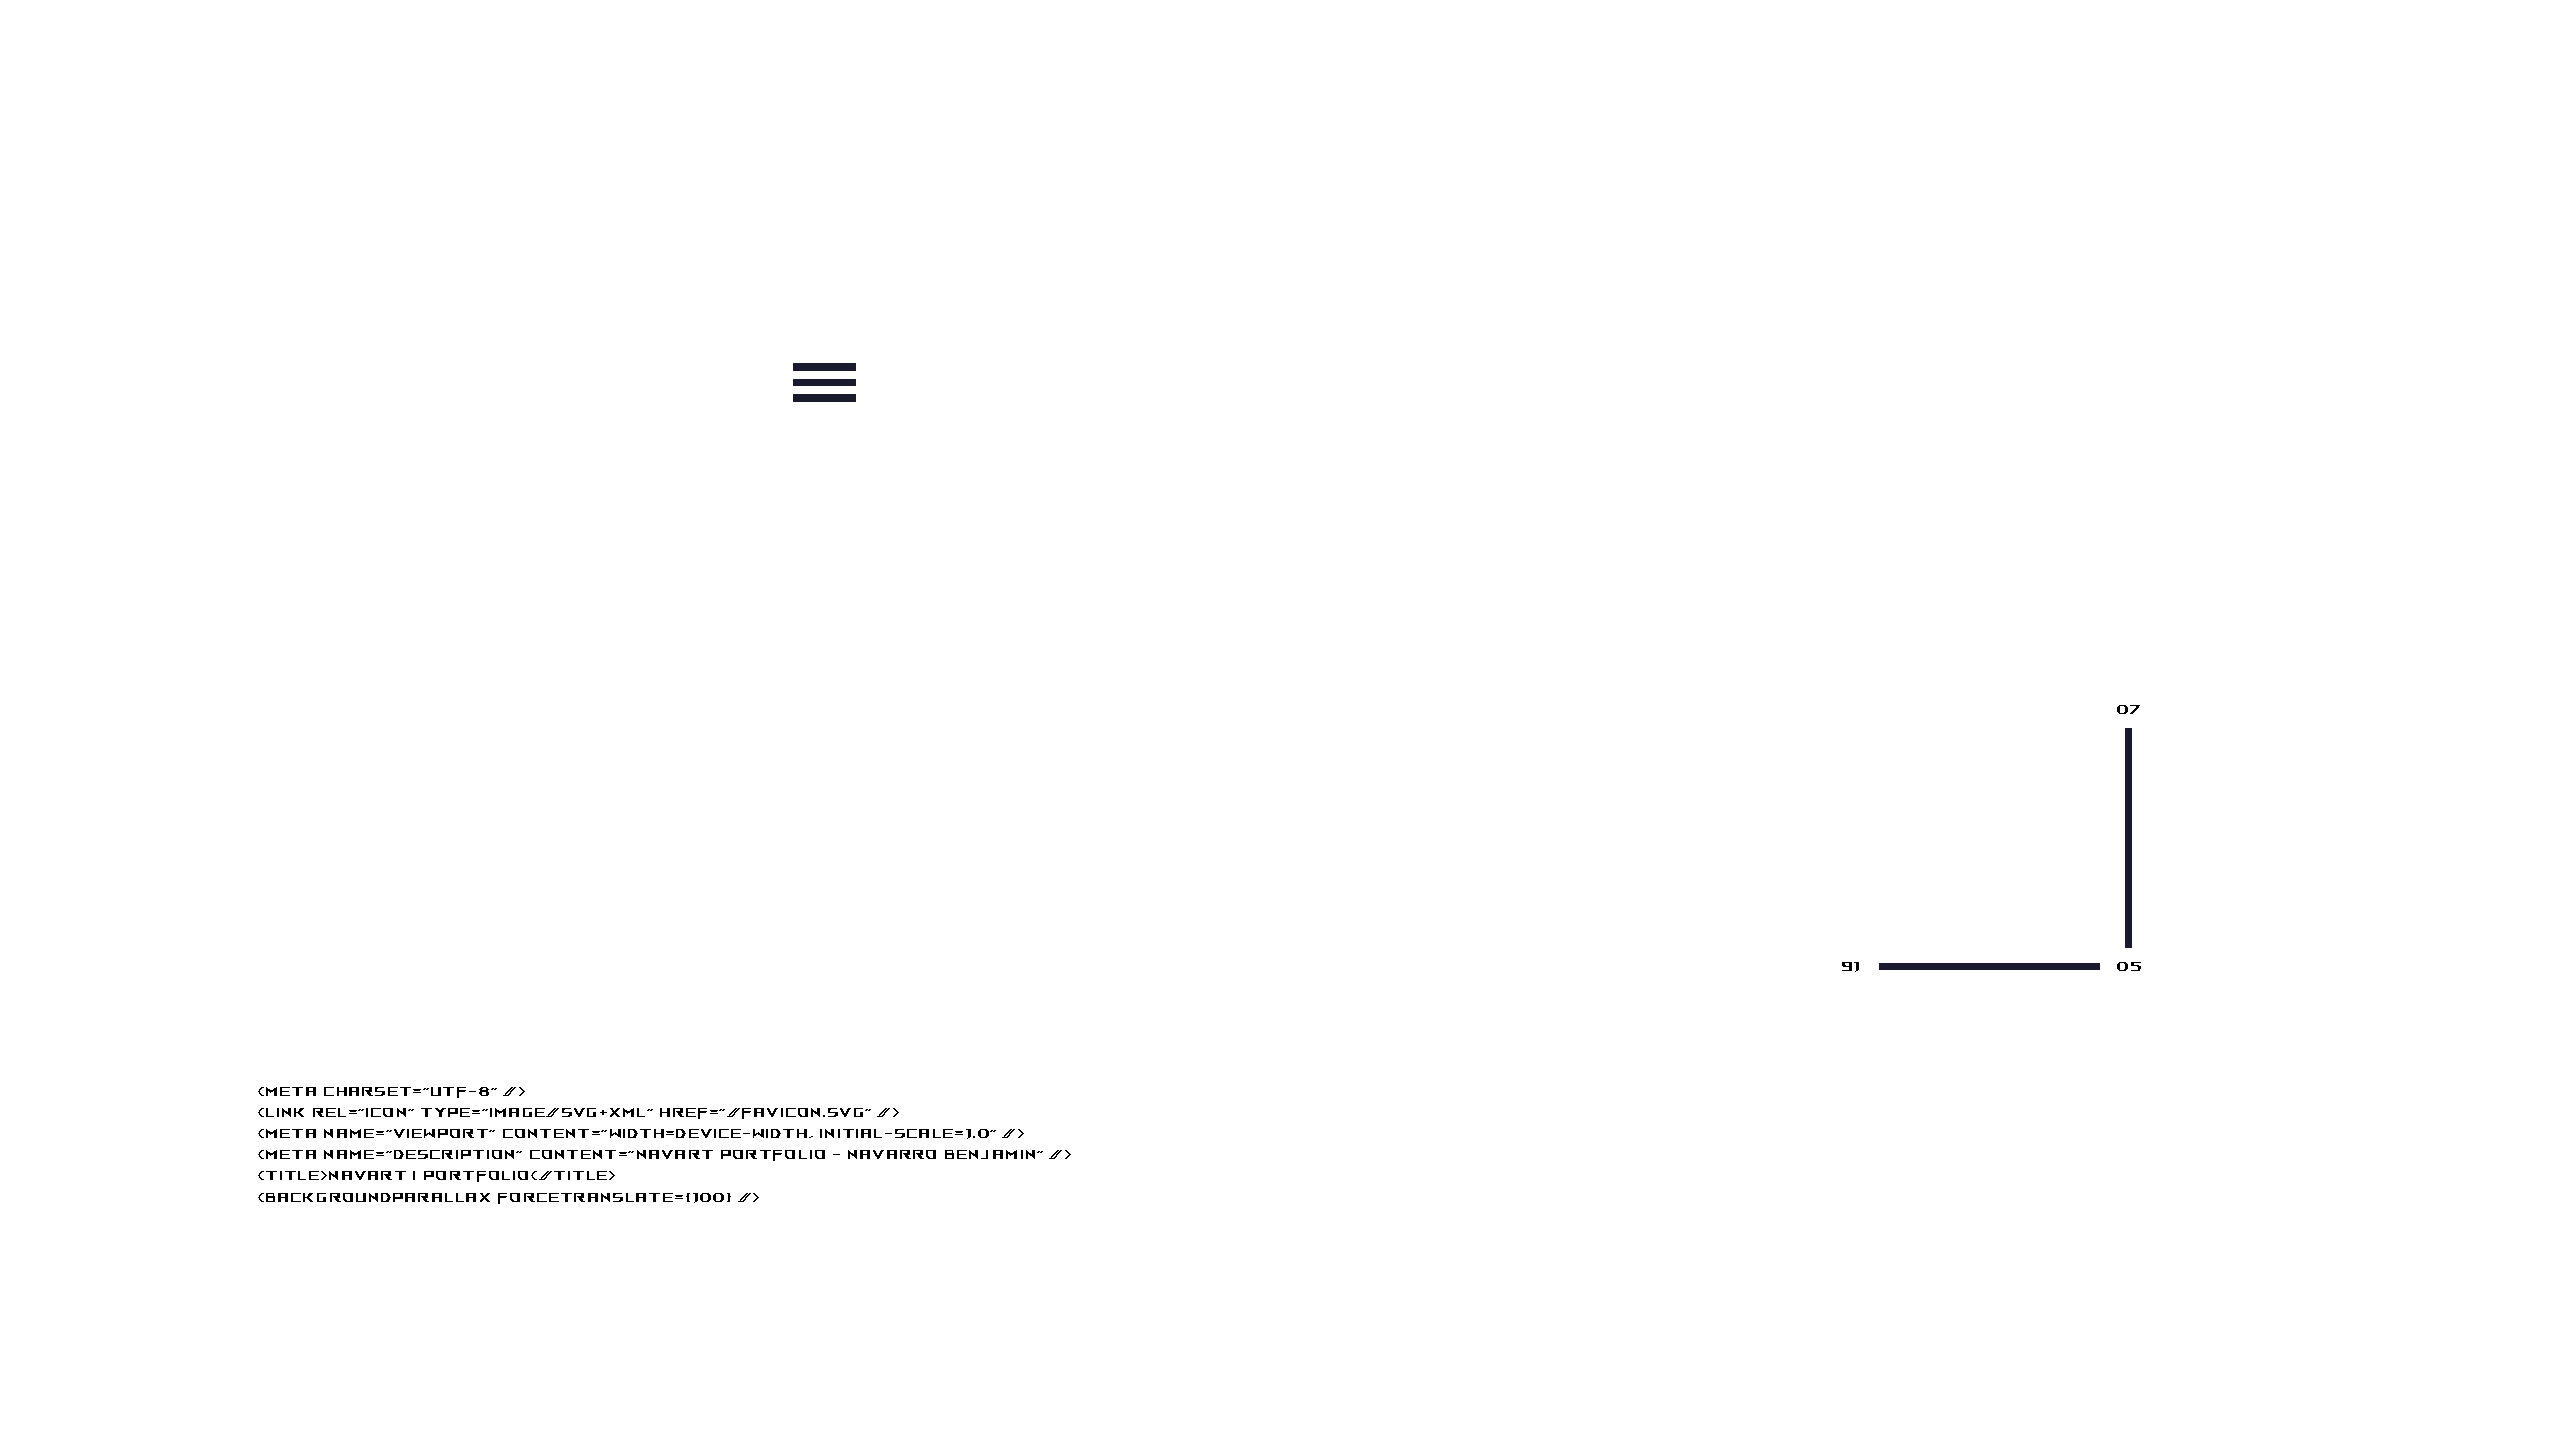 07
91
05
<META CHARSET="UTF-8" />
<LINK REL="ICON" TYPE="IMAGE/SVG+XML" HREF="/FAVICON.SVG" />
<META NAME="VIEWPORT" CONTENT="WIDTH=DEVICE-WIDTH, INITIAL-SCALE=1.0" />
<META NAME="DESCRIPTION" CONTENT="NAVART PORTFOLIO - NAVARRO BENJAMIN" />
<TITLE>NAVART | PORTFOLIO</TITLE>
<BACKGROUNDPARALLAX FORCETRANSLATE={100} />